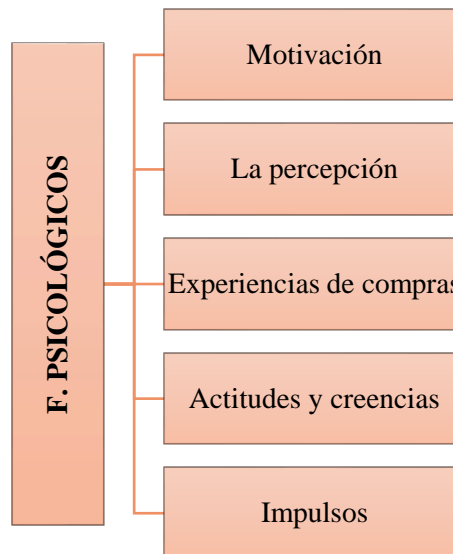 F. PSICOLÓGICOS
Motivación
La percepción
Experiencias de compras
Actitudes y creencias
Impulsos